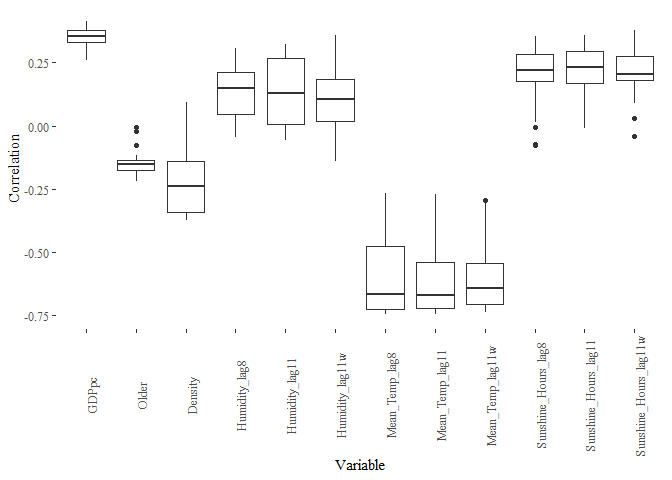 Correlation
0.25
0.00
-0.25
-0.50
-0.75
GDPpc
Older
Density
Humidity_lag8
Humidity_lag11
Humidity_lag11w
Mean_Temp_lag8
Mean_Temp_lag11
Mean_Temp_lag11w
Sunshine_Hours_lag8
Sunshine_Hours_lag11
Sunshine_Hours_lag11w
Variable